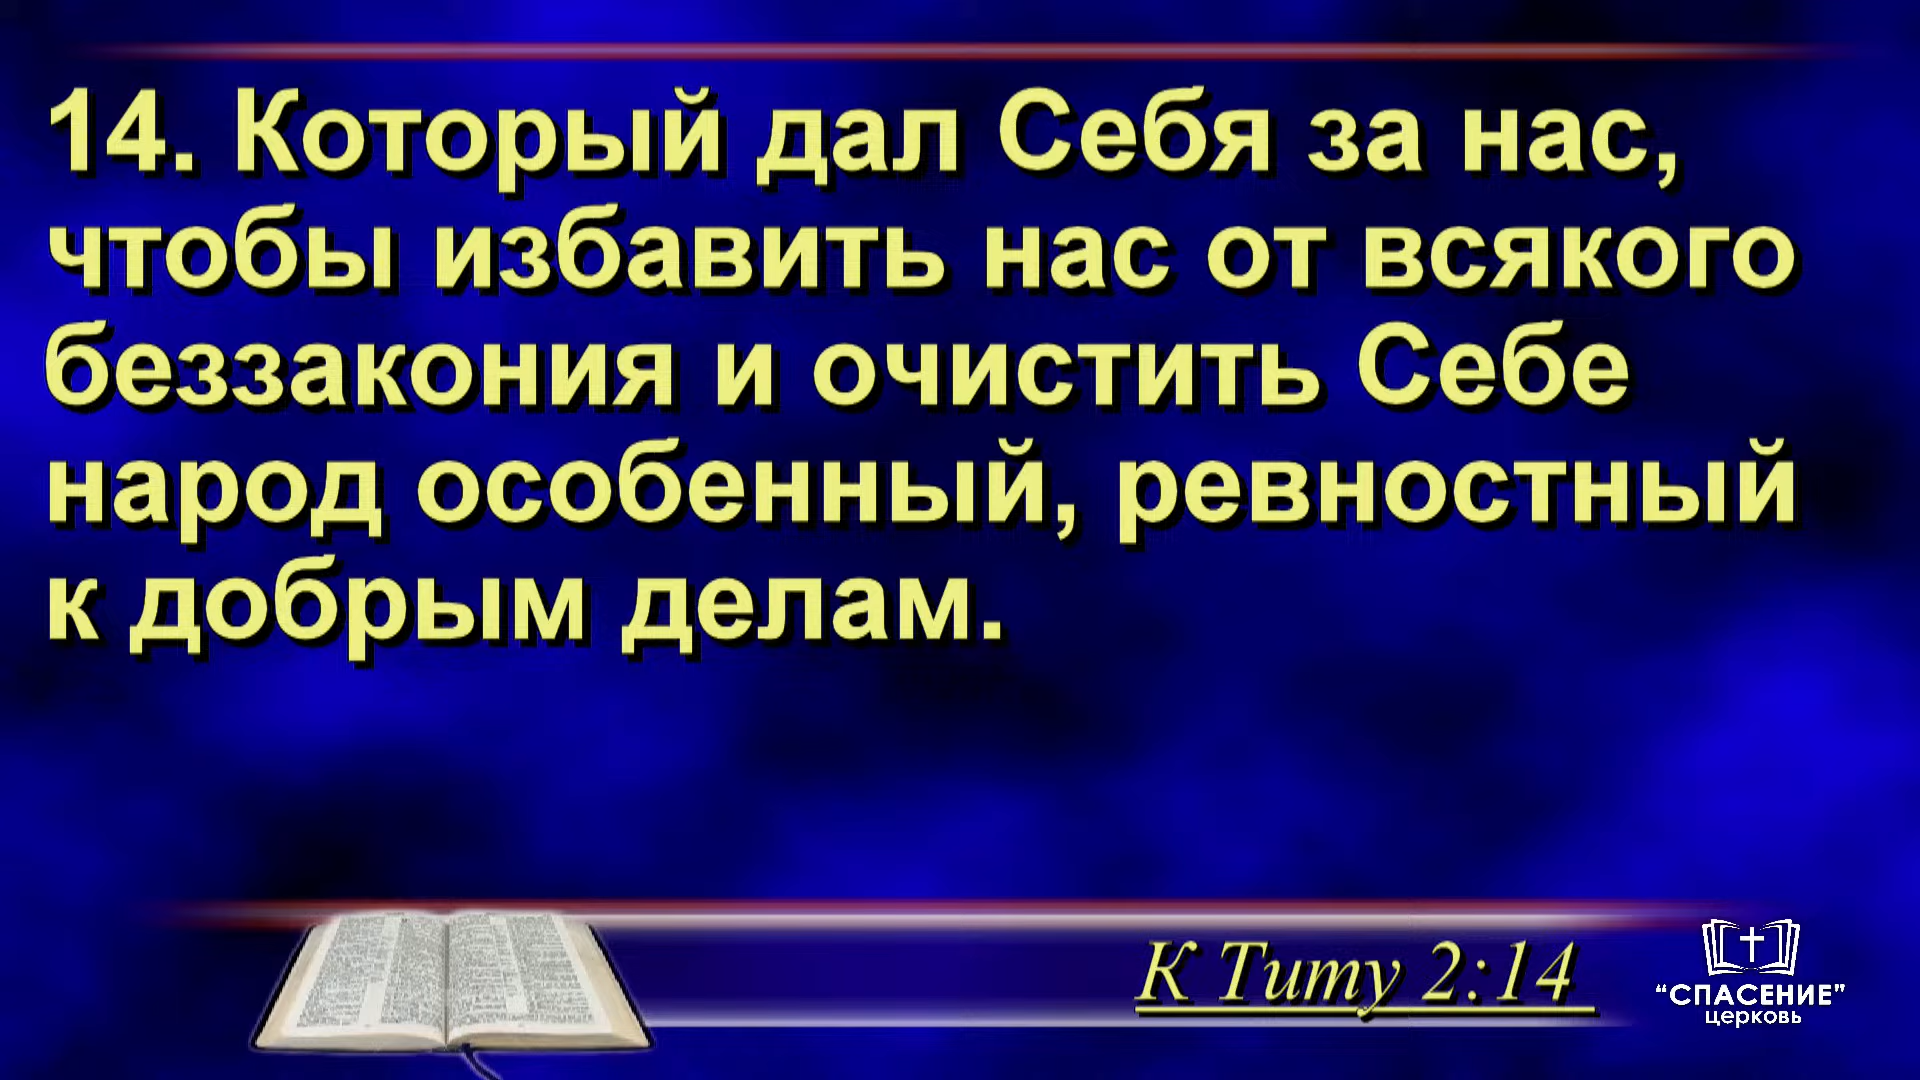 14. Который дал Себя за нас,
чтобы избавить нас от всякого
беззакония и очистить Себе
народ особенный, ревностный
к добрым делам.
К Титу 2:14
“СПАСЕНИЕ”
церковь